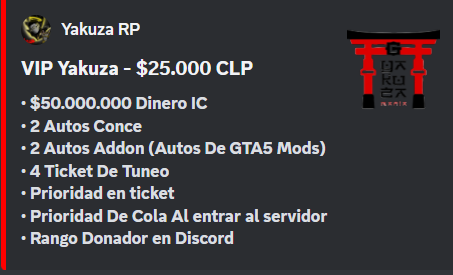 Yakuza RP
VIP Yakuza - $25.000 CLP
• $50.000.000 Dinero IC
• 2 Autos Conce
• 2 Autos Addon (Autos De GTA5 Mods)
• 4 Ticket De Tuneo
• Prioridad en ticket
• Prioridad De Cola Al entrar al servidor
• Rango Donador en Discord